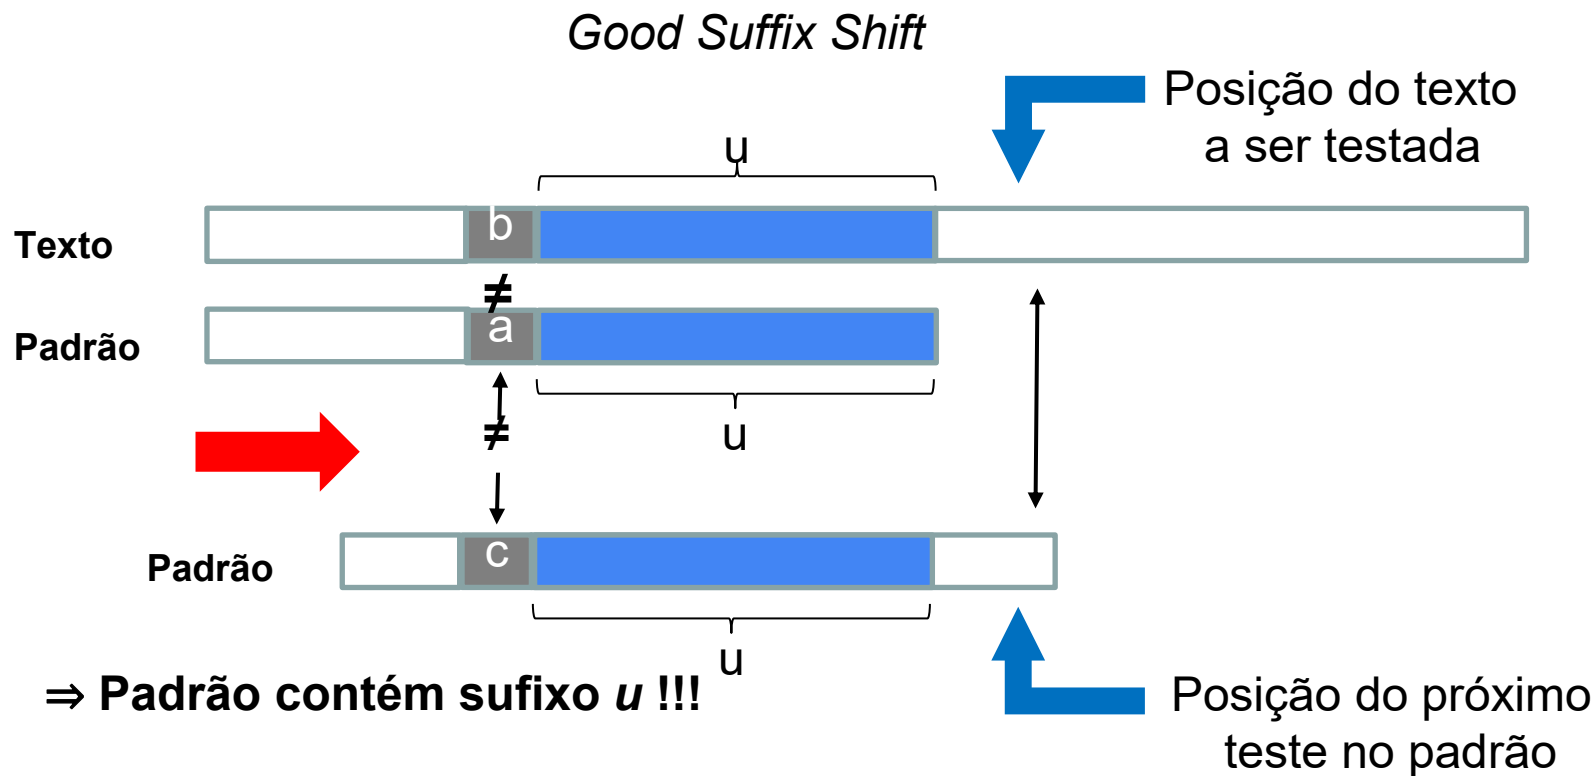 Good Suffix Shift
Posição do texto
a ser testada
u
Texto
b
≠
Padrão
a
≠
u
Padrão
c
u
⇒ Padrão contém sufixo u !!!
Posição do próximo
teste no padrão